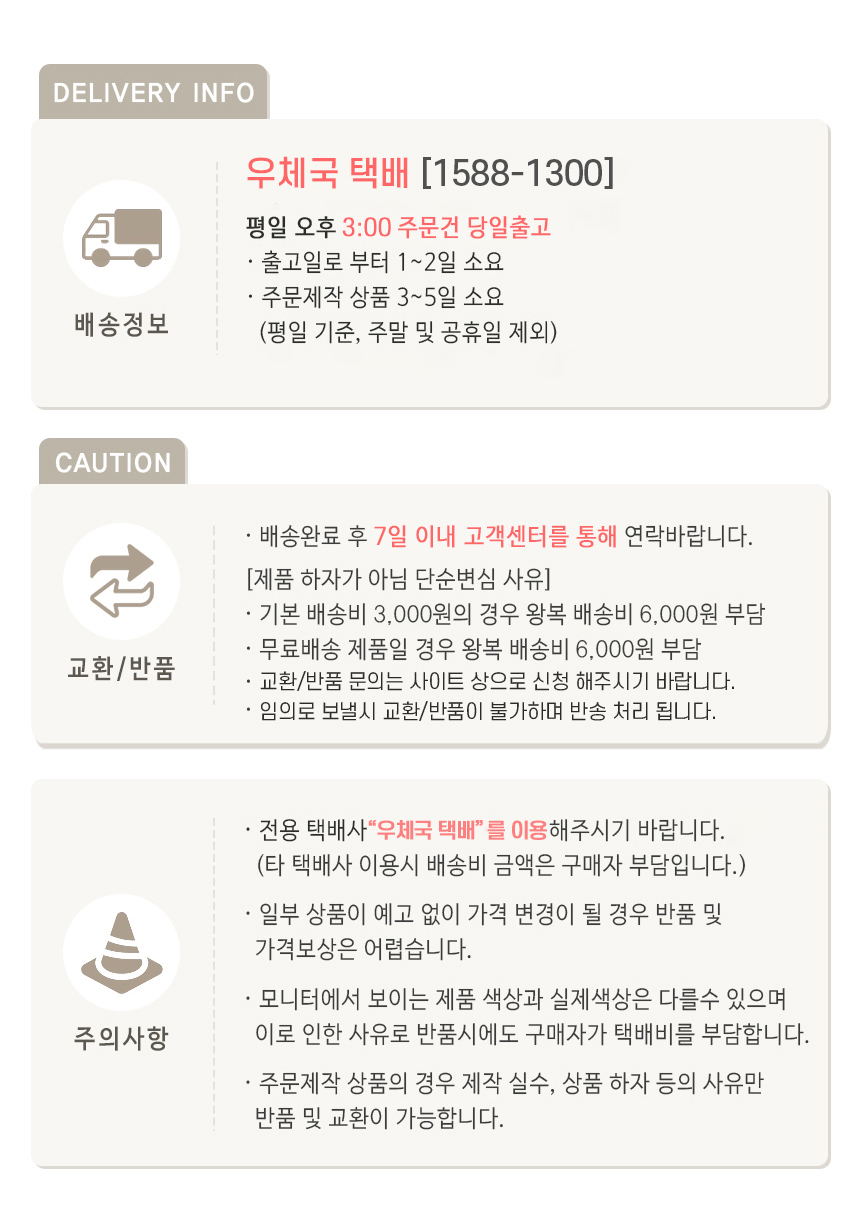 DELIVERY INFO
우체국 택배 [1588-1300]
평일 오후 3:00 주문건 당일출고
· 출고일로 부터 1~2일 소요
· 주문제작 상품 3~5일 소요
(평일 기준, 주말 및 공휴일 제외)
배송정보
CAUTION
· 배송완료 후 7일 이내 고객센터를 통해 연락바랍니다.
[제품 하자가 아님 단순변심 사유]
· 기본 배송비 3,000원의 경우 왕복 배송비 6,000원 부담
· 무료배송 제품일 경우 왕복 배송비 6,000원 부담
· 교환/반품 문의는 사이트 상으로 신청 해주시기 바랍니다.
· 임의로 보낼시 교환/반품이 불가하며 반송 처리 됩니다.
교환/반품
· 전용 택배사“우체국 택배”를 이용해주시기 바랍니다.
(타 택배사 이용시 배송비 금액은 구매자 부담입니다.)
· 일부 상품이 예고 없이 가격 변경이 될 경우 반품 및
가격보상은 어렵습니다.
· 모니터에서 보이는 제품 색상과 실제색상은 다를수 있으며
이로 인한 사유로 반품시에도 구매자가 택배비를 부담합니다.
· 주문제작 상품의 경우 제작 실수, 상품 하자 등의 사유만
반품 및 교환이 가능합니다.
주의사항